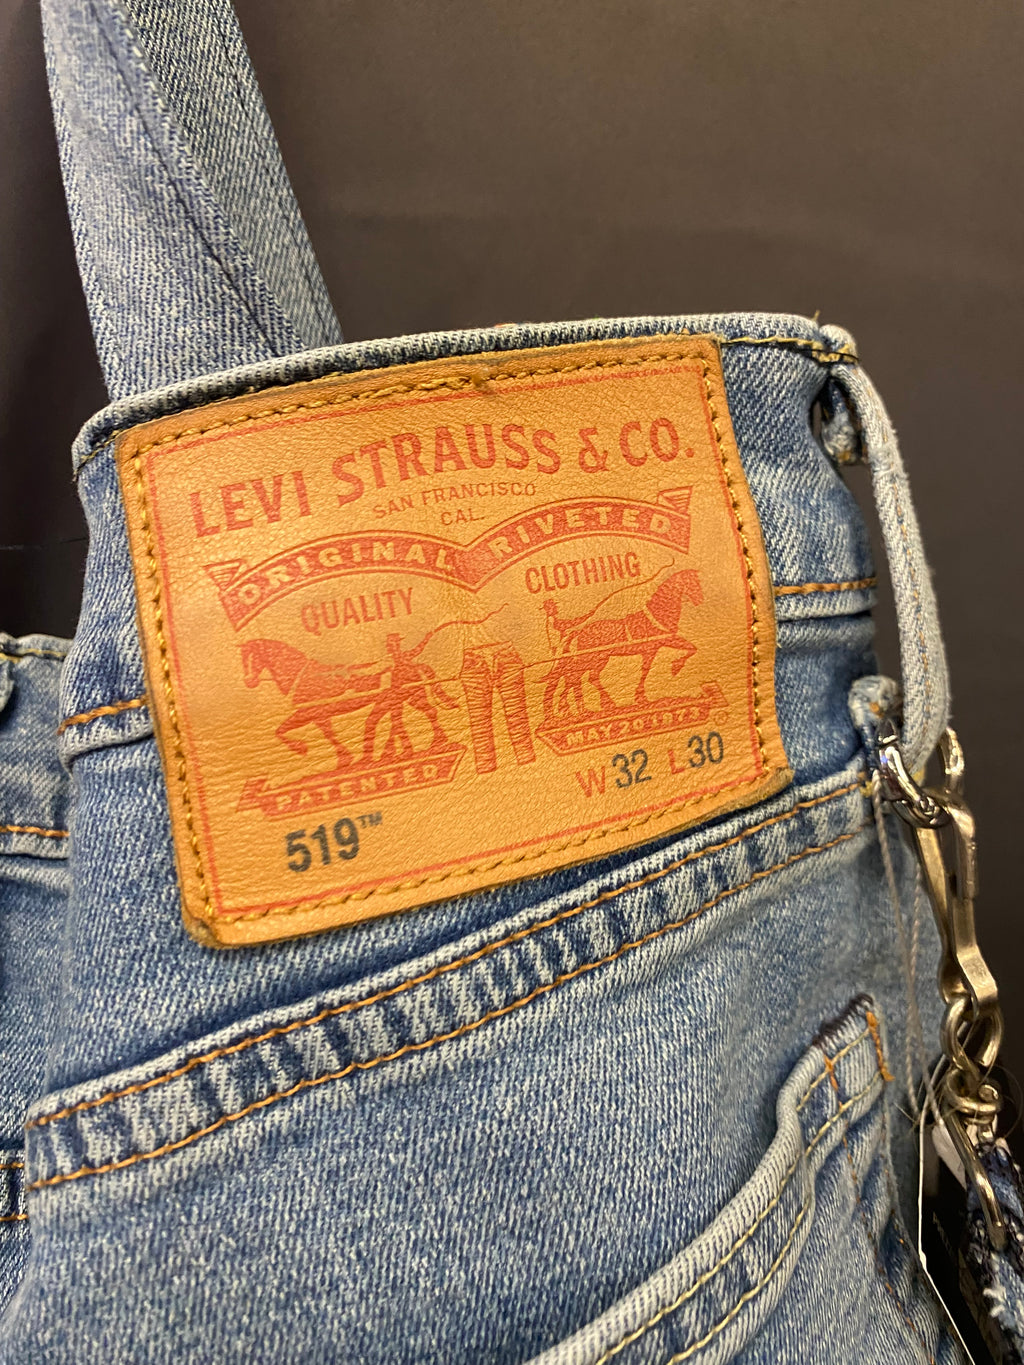 LEVI STRAUSS & CO.
SAN FRANCISCO
CAL.
ORIGINAL RIVETED
QUALITY CLOTHING
PATENTED MAY 20 1873 ®
519™ W 32 L 30